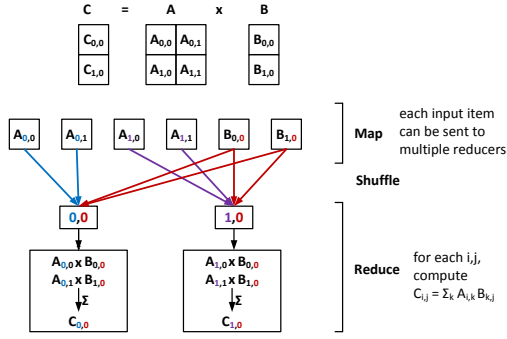 C = A x B
C0,0 A0,0 A0,1 B0,0
C1,0 A1,0 A1,1 B1,0
A0,0 A0,1 A1,0 A1,1 B0,0 B1,0
Map
each input item
can be sent to
multiple reducers
Shuffle
0,0 1,0
A0,0 x B0,0
A0,1 x B1,0
Σ
C0,0
A1,0 x B0,0
A1,1 x B1,0
Σ
C1,0
Reduce
for each i,j,
compute
Ci,j = Σk Ai,k Bk,j